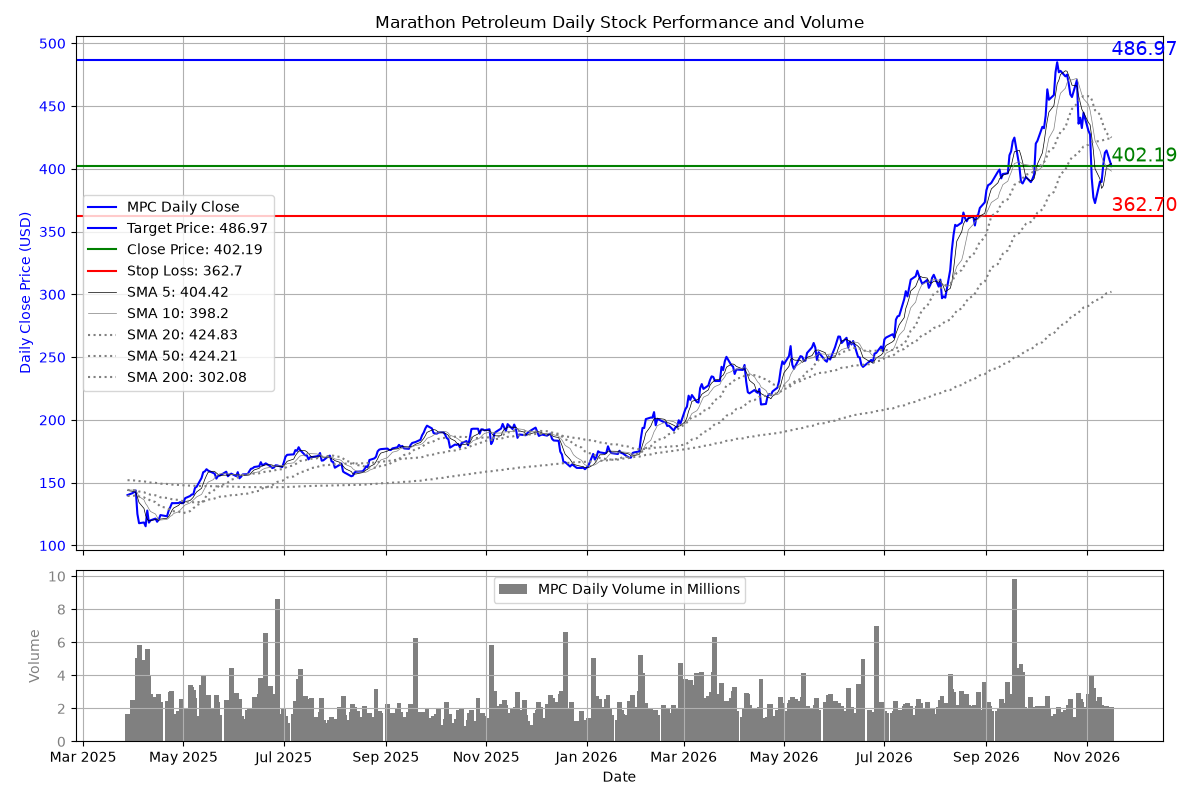 Marathon Petroleum Daily Stock Performance and Volume
500
450
400
350
300
250
200
150
100
Daily Close Price (USD)
486.97
402.19
362.70
MPC Daily Close
Target Price: 486.97
Close Price: 402.19
Stop Loss: 362.7
SMA 5: 404.42
SMA 10: 398.2
SMA 20: 424.83
SMA 50: 424.21
SMA 200: 302.08
10
8
6
4
2
0
Volume
MPC Daily Volume in Millions
Mar 2025 May 2025 Jul 2025 Sep 2025 Nov 2025 Jan 2026 Mar 2026 May 2026 Jul 2026 Sep 2026 Nov 2026
Date